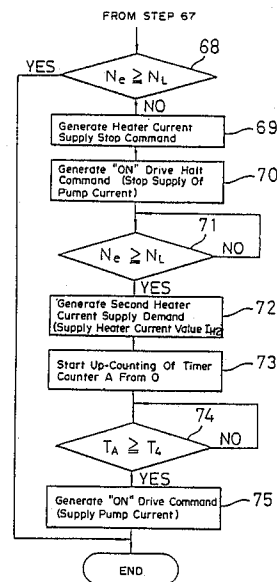 FROM STEP 67
68
YES
Ne ≧ NL
NO
69
Generate Heater Current
Supply Stop Command
70
Generate "ON" Drive Halt
Command (Stop Supply Of
Pump Current)
71
Ne ≧ NL
NO
YES
72
Generate Second Heater
Current Supply Demand
(Supply Heater Current Value IH2)
73
Start Up-Counting Of Timer
Counter A From 0
74
TA ≧ T4
NO
YES
75
Generate "ON" Drive Command
(Supply Pump Current)
END